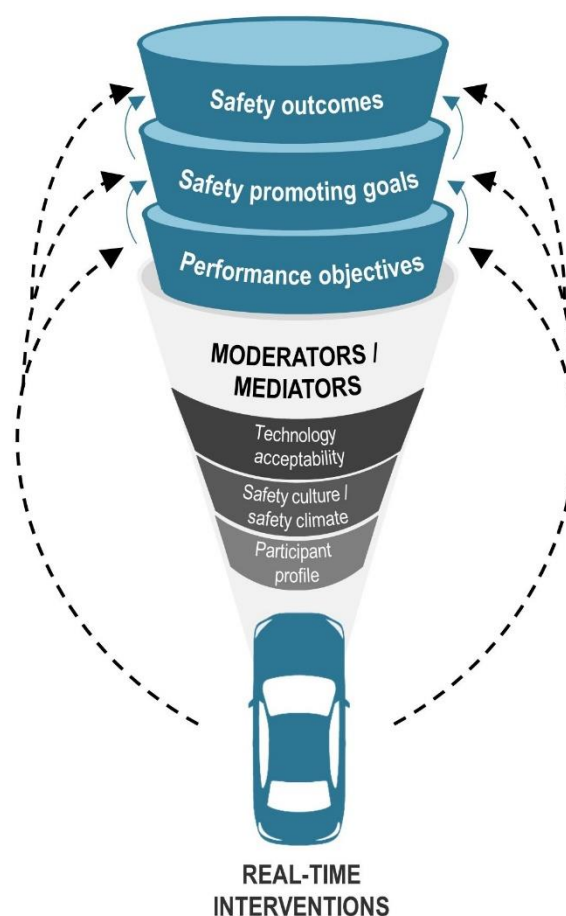 Safety outcomes
Safety promoting goals
Performance objectives
MODERATORS /
MEDIATORS
Technology
acceptability
Safety culture /
safety climate
Participant
profile
REAL-TIME
INTERVENTIONS